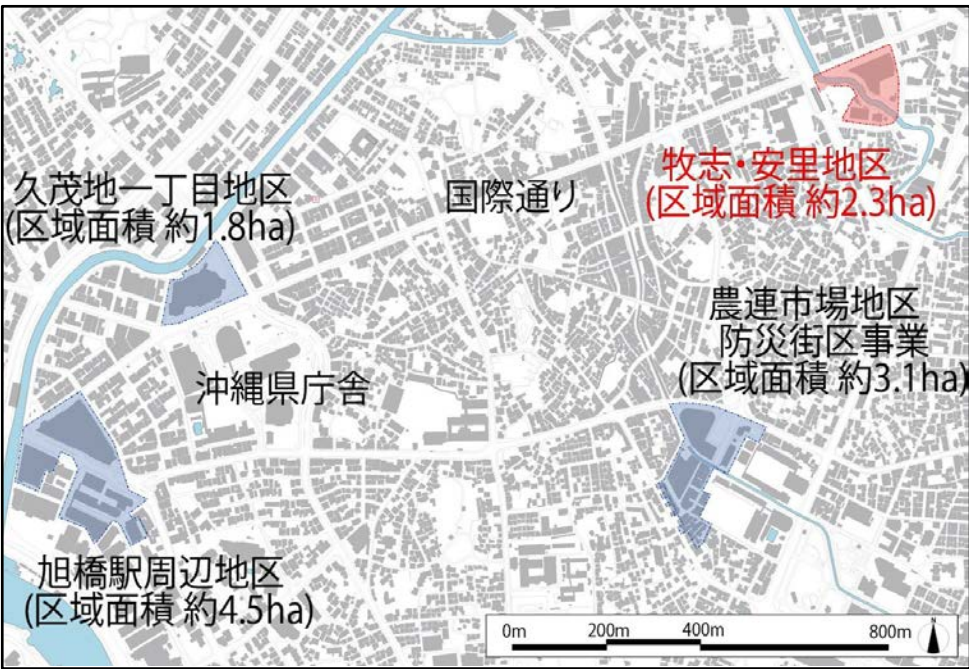 牧志・安里地区
(区域面積 約2.3ha)
久茂地一丁目地区
(区域面積 約1.8ha)
国際通り
農連市場地区
防災街区事業
(区域面積 約3.1ha)
沖縄県庁舎
旭橋駅周辺地区
(区域面積 約4.5ha)
0m 200m 400m 800m
N